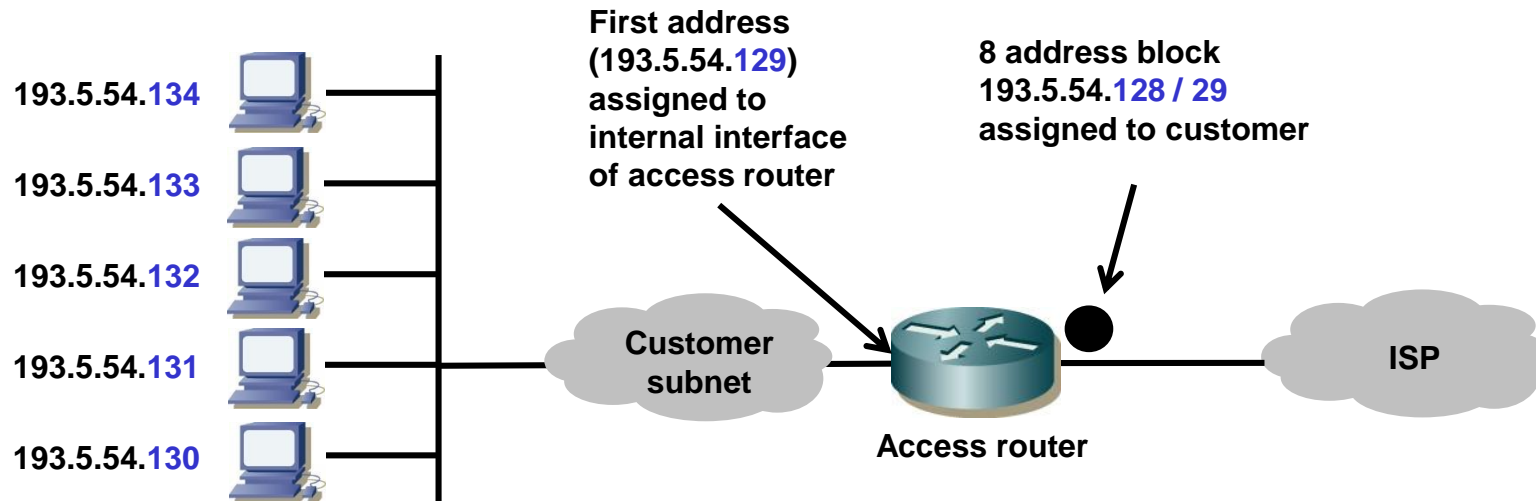 First address
(193.5.54.129)
assigned to
internal interface
of access router
8 address block
193.5.54.128 / 29
assigned to customer
193.5.54.134
193.5.54.133
193.5.54.132
193.5.54.131
193.5.54.130
Customer
subnet
Access router
ISP